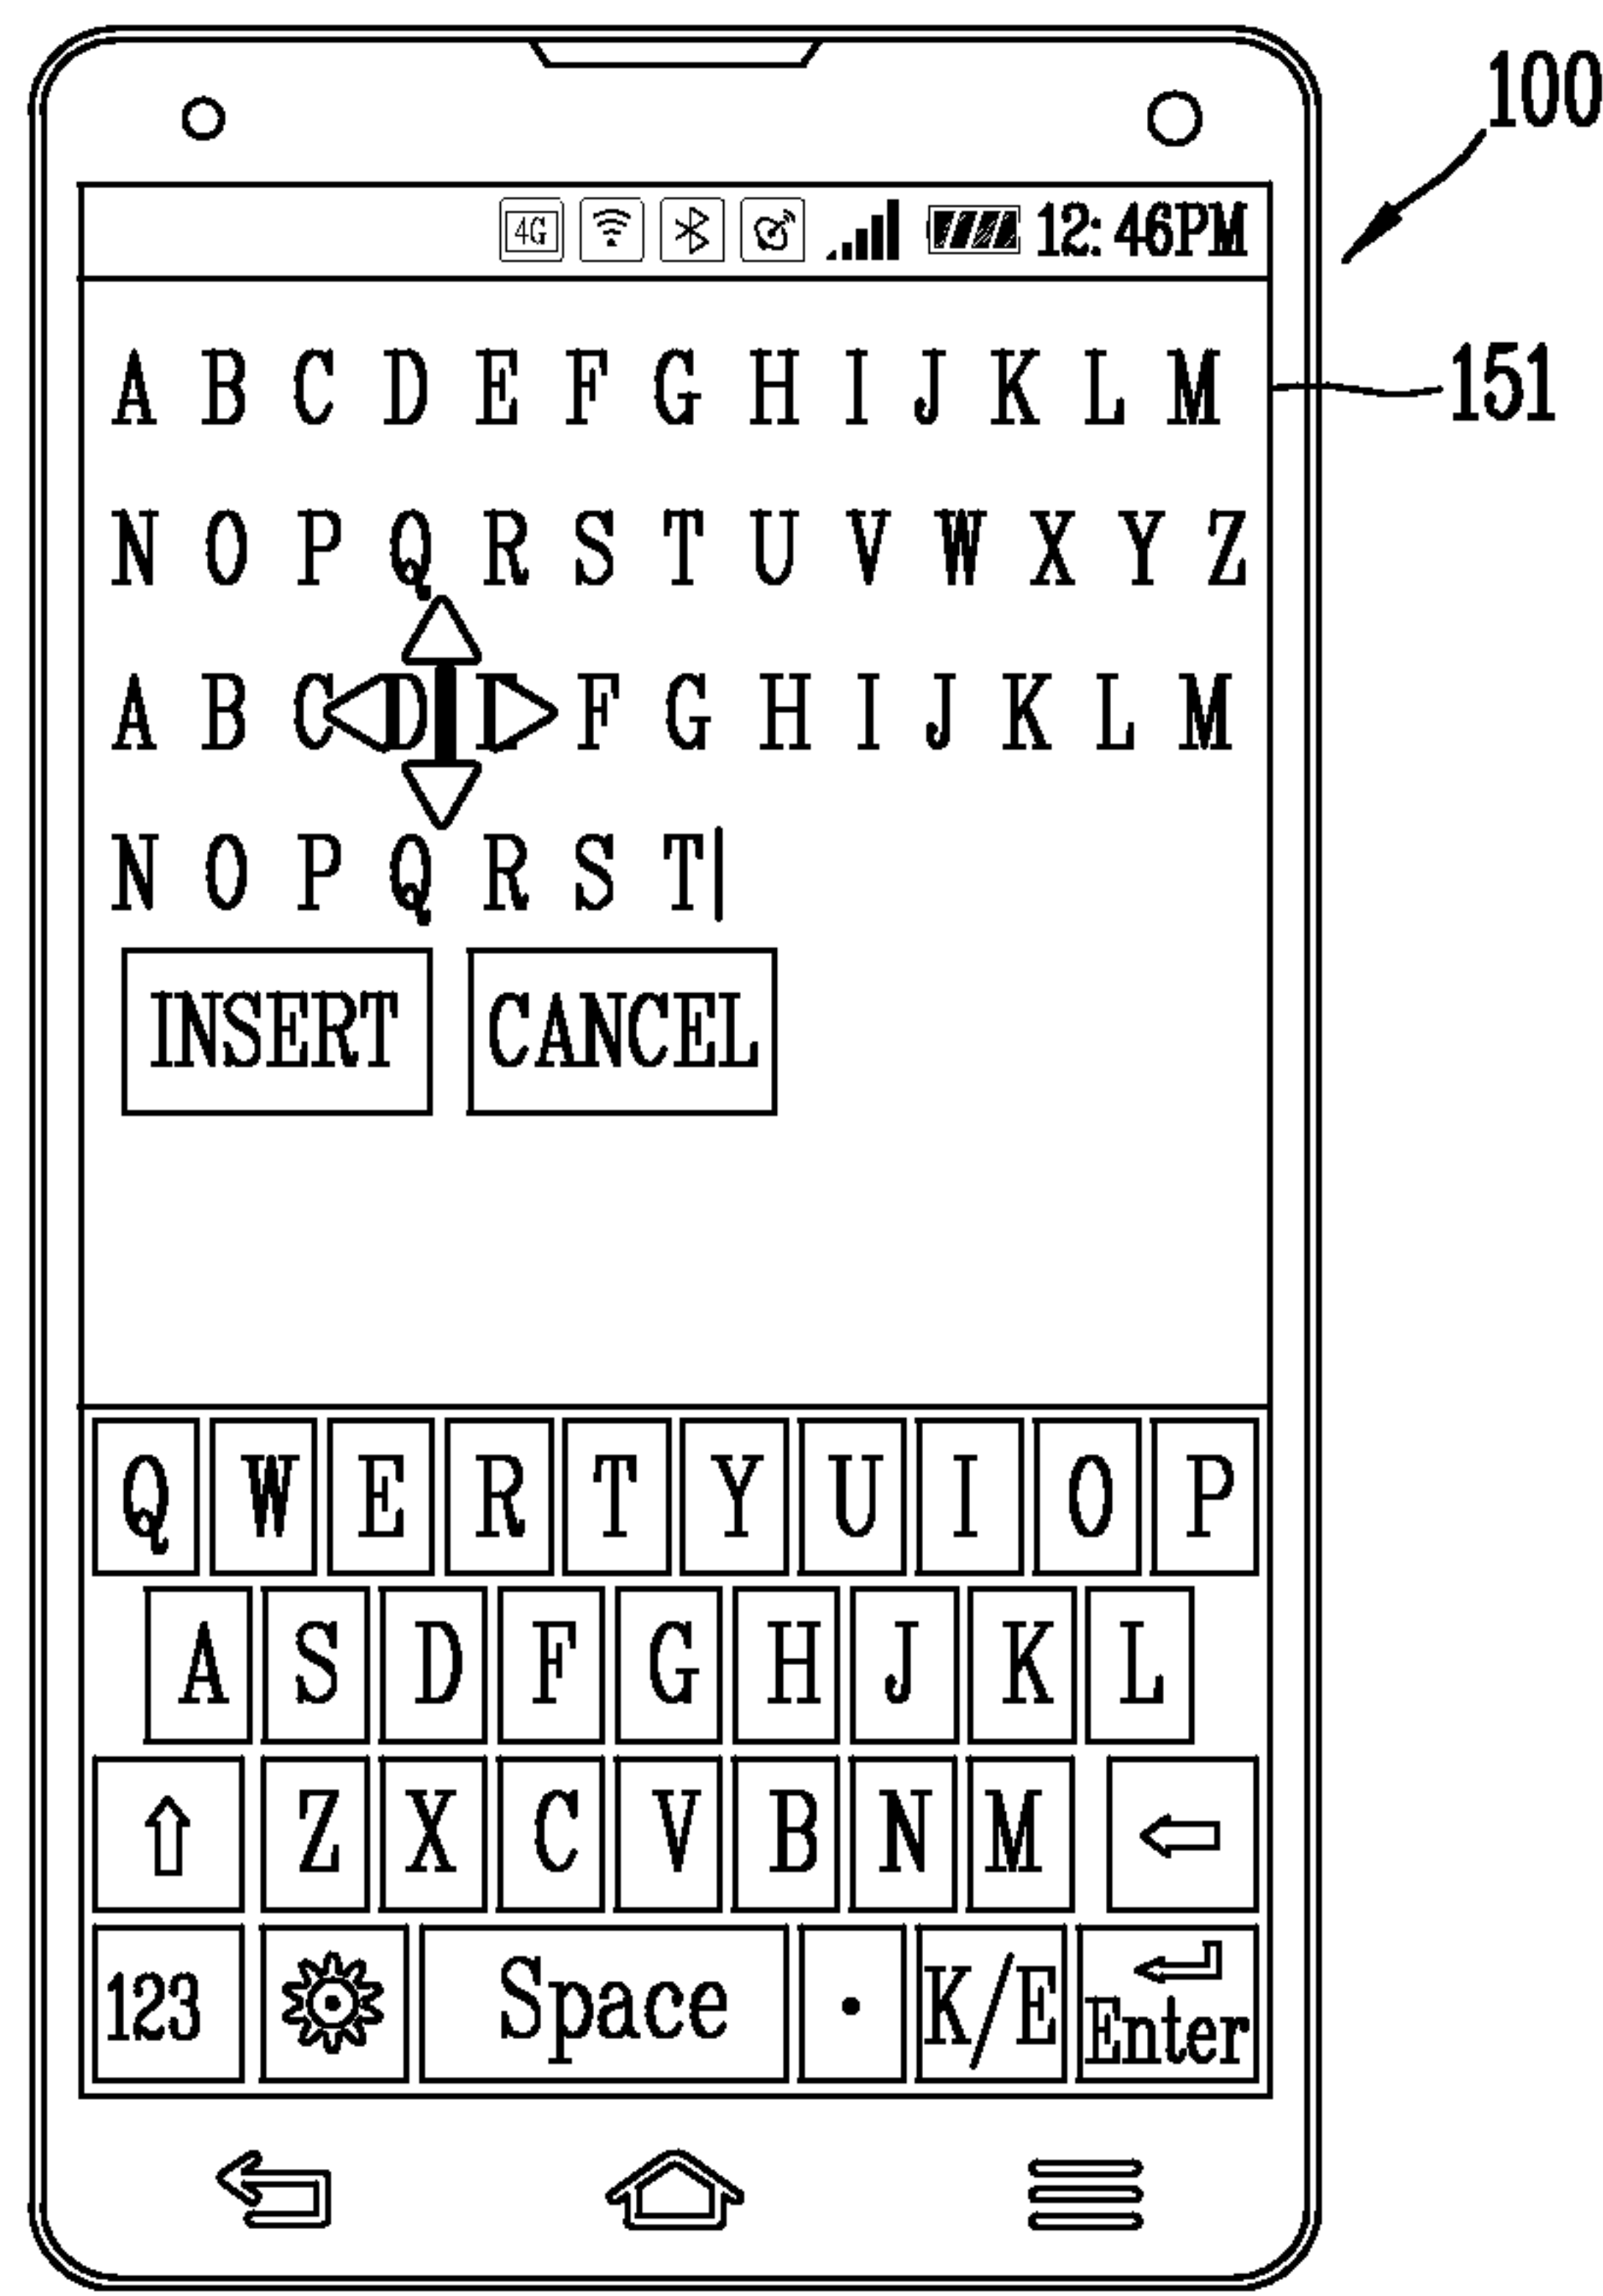 100
4G 12:46PM
A B C D E F G H I J K L M
151
N O P Q R S T U V W X Y Z
A B C D E F G H I J K L M
N O P Q R S T
INSERT CANCEL
Q W E R T Y U I O P
A S D F G H J K L
Z X C V B N M
123 Space . K/E Enter